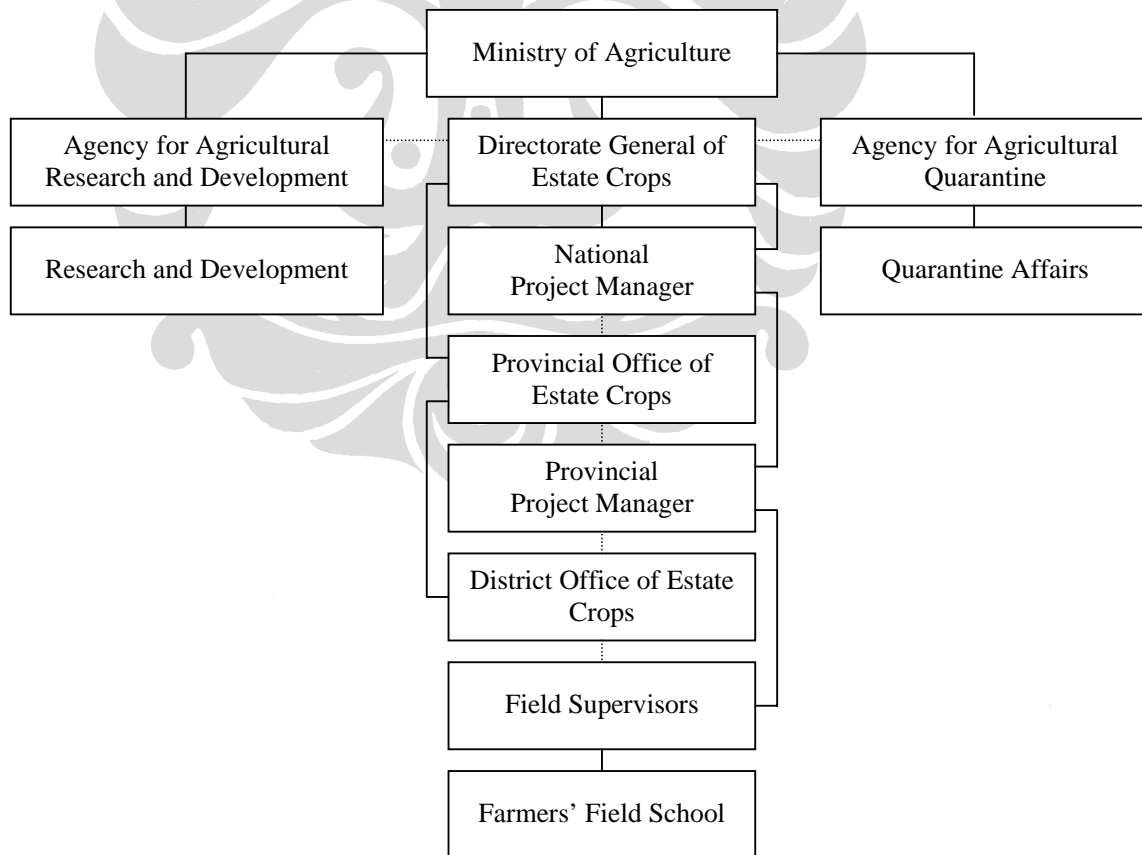 Ministry of Agriculture
Agency for Agricultural
Research and Development
Directorate General of
Estate Crops
Agency for Agricultural
Quarantine
Research and Development
National
Project Manager
Quarantine Affairs
Provincial Office of
Estate Crops
Provincial
Project Manager
District Office of Estate
Crops
Field Supervisors
Farmers’ Field School